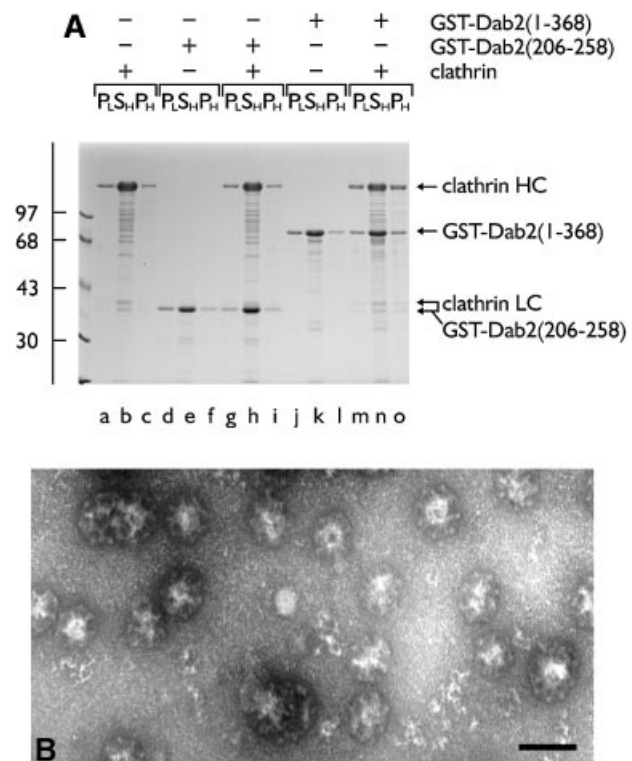 A
– – – + + GST-Dab2(1-368)
– + + – – GST-Dab2(206-258)
+ – + – + clathrin
PLSHPH PLSHPH PLSHPH PLSHPH PLSHPH
clathrin HC
97
68
GST-Dab2(1-368)
43
clathrin LC
30
GST-Dab2(206-258)
a b c d e f g h i j k l m n o
B